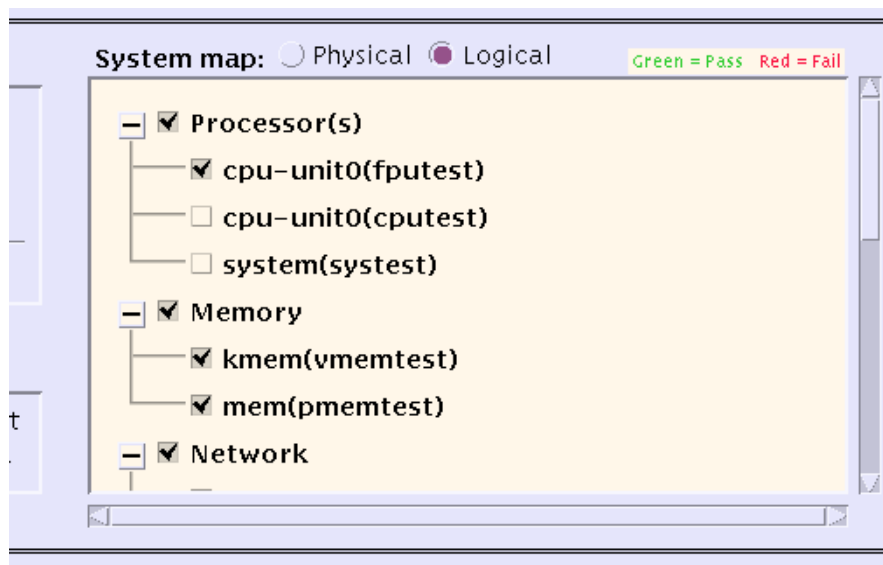 System map: Physical Logical Green = Pass Red = Fail
Processor(s)
cpu-unit0(fputest)
cpu-unit0(cputest)
system(systest)
Memory
kmem(vmemtest)
mem(pmemtest)
t
Network